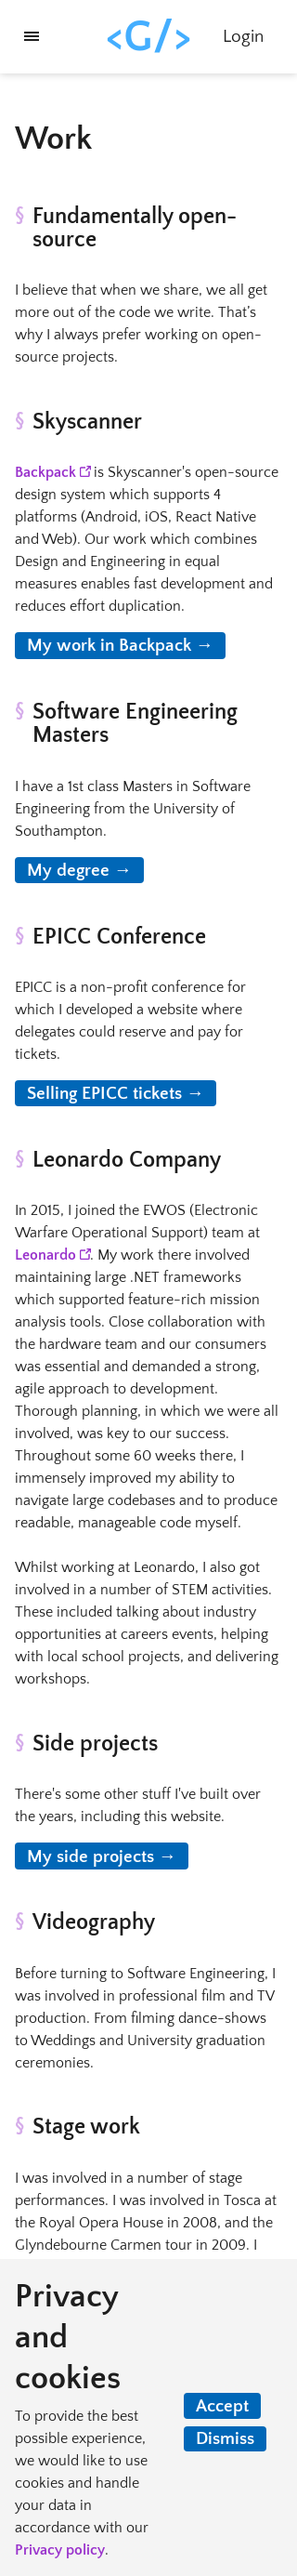 <G/>
Login
Work
§ Fundamentally open-
source
I believe that when we share, we all get
more out of the code we write. That's
why I always prefer working on open-
source projects.
§ Skyscanner
Backpack is Skyscanner's open-source
design system which supports 4
platforms (Android, iOS, React Native
and Web). Our work which combines
Design and Engineering in equal
measures enables fast development and
reduces effort duplication.
My work in Backpack →
§ Software Engineering
Masters
I have a 1st class Masters in Software
Engineering from the University of
Southampton.
My degree →
§ EPICC Conference
EPICC is a non-profit conference for
which I developed a website where
delegates could reserve and pay for
tickets.
Selling EPICC tickets →
§ Leonardo Company
In 2015, I joined the EWOS (Electronic
Warfare Operational Support) team at
Leonardo. My work there involved
maintaining large .NET frameworks
which supported feature-rich mission
analysis tools. Close collaboration with
the hardware team and our consumers
was essential and demanded a strong,
agile approach to development.
Thorough planning, in which we were all
involved, was key to our success.
Throughout some 60 weeks there, I
immensely improved my ability to
navigate large codebases and to produce
readable, manageable code myself.
Whilst working at Leonardo, I also got
involved in a number of STEM activities.
These included talking about industry
opportunities at careers events, helping
with local school projects, and delivering
workshops.
§ Side projects
There's some other stuff I've built over
the years, including this website.
My side projects →
§ Videography
Before turning to Software Engineering, I
was involved in professional film and TV
production. From filming dance-shows
to Weddings and University graduation
ceremonies.
§ Stage work
I was involved in a number of stage
performances. I was involved in Tosca at
the Royal Opera House in 2008, and the
Glyndebourne Carmen tour in 2009. I
Privacy
and
cookies
To provide the best
possible experience,
we would like to use
cookies and handle
your data in
accordance with our
Privacy policy.
Accept
Dismiss